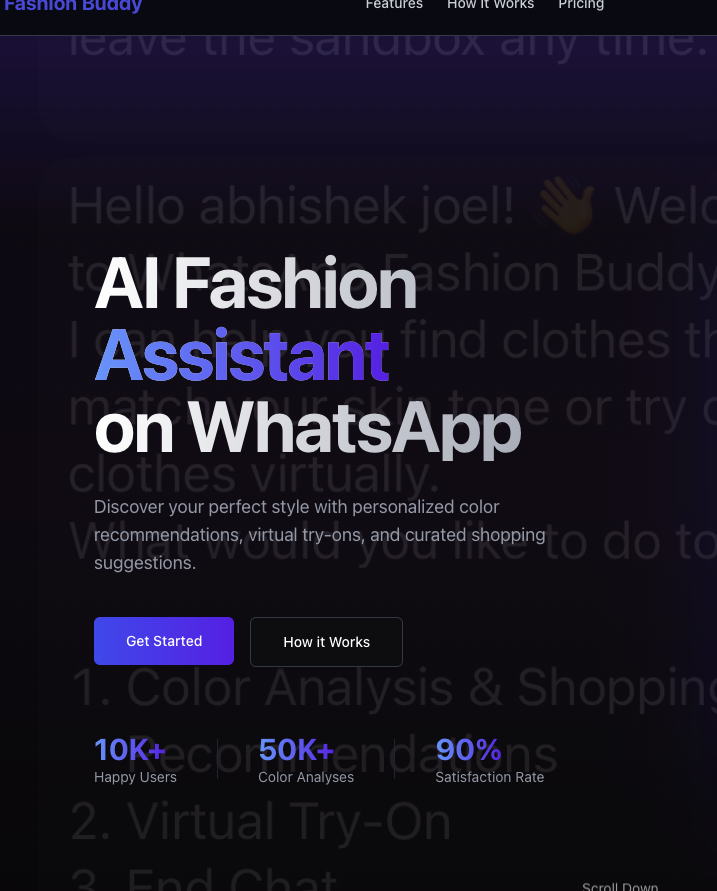 Fashion Buddy
Features How It Works Pricing
leave the sandbox any time.
Hello abhishek joel! 👋
to WhatsApp Fashion Buddy
I can help you find clothes
match your skin tone or try
clothes virtually.
What would you like to do
1. Color Analysis & Shopping
Recommendations
2. Virtual Try-On
3. End Chat
AI Fashion
Assistant
on WhatsApp
Discover your perfect style with personalized color
recommendations, virtual try-ons, and curated shopping
suggestions.
Get Started
How it Works
10K+ 50K+ 90%
Happy Users Color Analyses Satisfaction Rate
Scroll Down